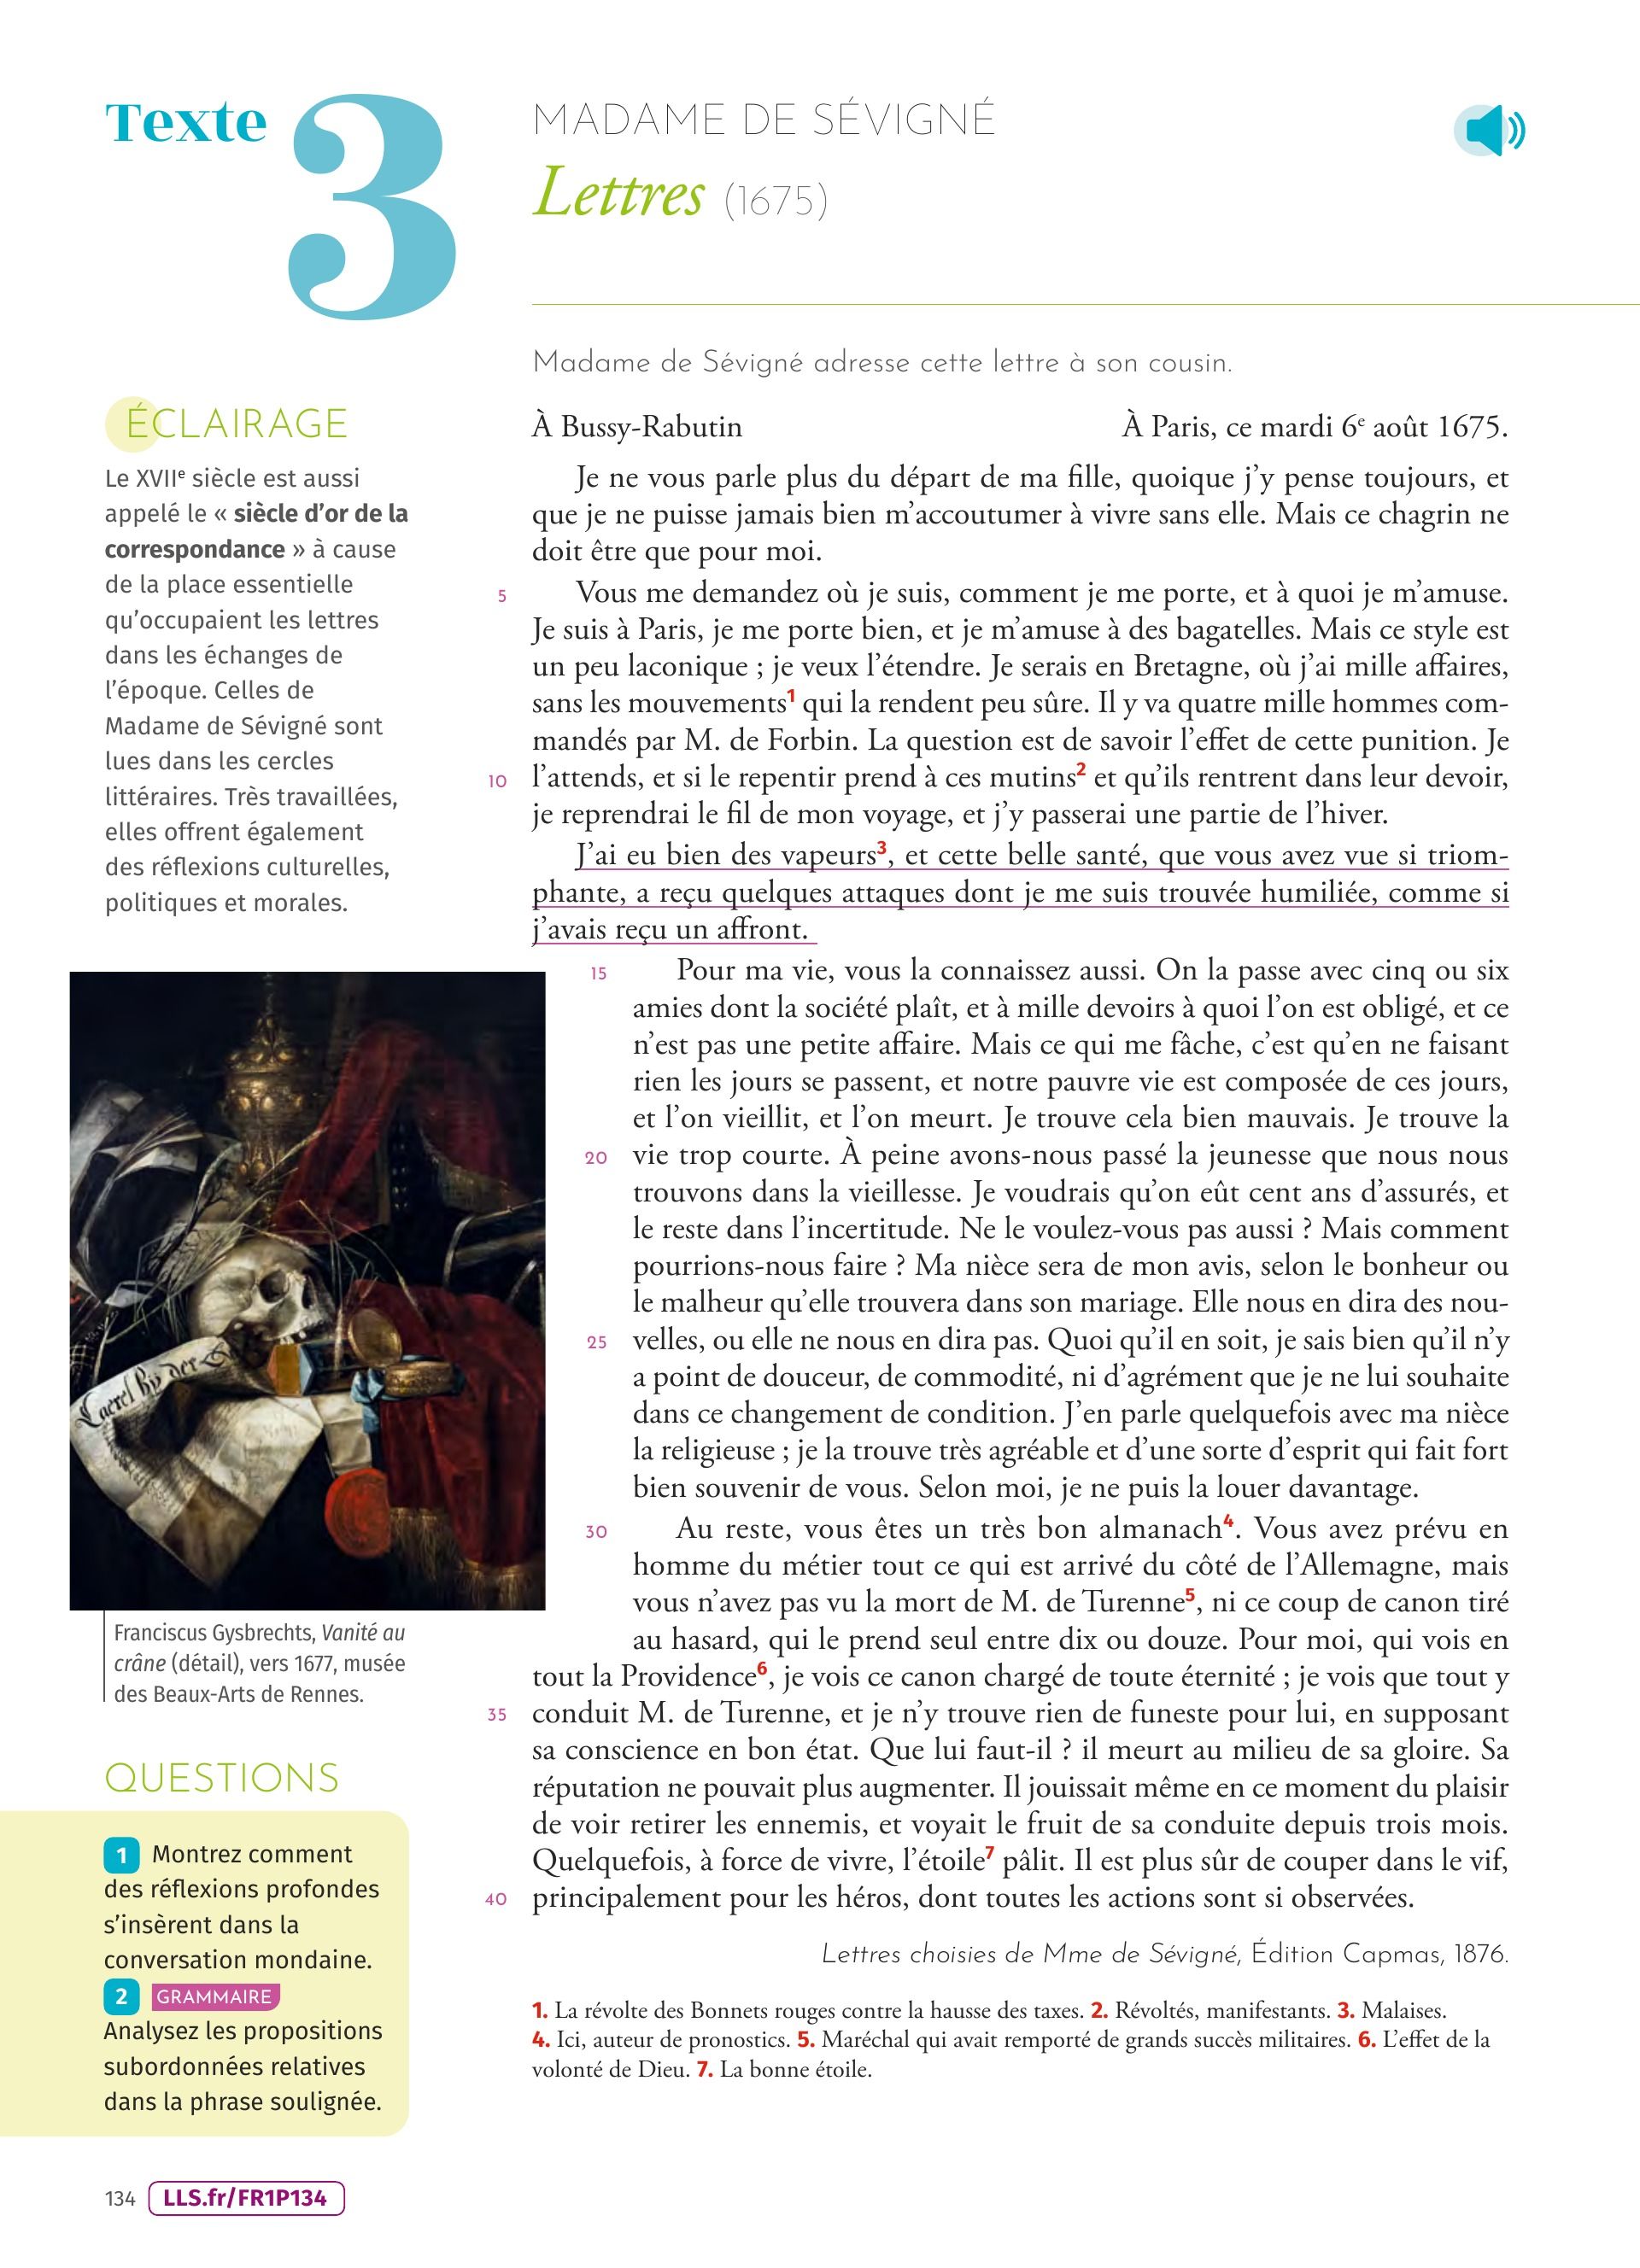 Texte 3
MADAME DE SÉVIGNÉ
Lettres (1675)
Madame de Sévigné adresse cette lettre à son cousin.
ÉCLAIRAGE
Le XVIIe siècle est aussi
appelé le « siècle d’or de la
correspondance » à cause
de la place essentielle
qu’occupaient les lettres
dans les échanges de
l’époque. Celles de
Madame de Sévigné sont
lues dans les cercles
littéraires. Très travaillées,
elles offrent également
des réflexions culturelles,
politiques et morales.
À Bussy-Rabutin À Paris, ce mardi 6e août 1675.
Je ne vous parle plus du départ de ma fille, quoique j’y pense toujours, et
que je ne puisse jamais bien m’accoutumer à vivre sans elle. Mais ce chagrin ne
doit être que pour moi.
5 Vous me demandez où je suis, comment je me porte, et à quoi je m’amuse.
Je suis à Paris, je me porte bien, et je m’amuse à des bagatelles. Mais ce style est
un peu laconique ; je veux l’étendre. Je serais en Bretagne, où j’ai mille affaires,
sans les mouvements1 qui la rendent peu sûre. Il y va quatre mille hommes com-
mandés par M. de Forbin. La question est de savoir l’effet de cette punition. Je
10 l’attends, et si le repentir prend à ces mutins2 et qu’ils rentrent dans leur devoir,
je reprendrai le fil de mon voyage, et j’y passerai une partie de l’hiver.
J’ai eu bien des vapeurs3, et cette belle santé, que vous avez vue si triom-
phante, a reçu quelques attaques dont je me suis trouvée humiliée, comme si
j’avais reçu un affront.
15 Pour ma vie, vous la connaissez aussi. On la passe avec cinq ou six
amies dont la société plaît, et à mille devoirs à quoi l’on est obligé, et ce
n’est pas une petite affaire. Mais ce qui me fâche, c’est qu’en ne faisant
rien les jours se passent, et notre pauvre vie est composée de ces jours,
et l’on vieillit, et l’on meurt. Je trouve cela bien mauvais. Je trouve la
20 vie trop courte. À peine avons-nous passé la jeunesse que nous nous
trouvons dans la vieillesse. Je voudrais qu’on eût cent ans d’assurés, et
le reste dans l’incertitude. Ne le voulez-vous pas aussi ? Mais comment
pourrions-nous faire ? Ma nièce sera de mon avis, selon le bonheur ou
le malheur qu’elle trouvera dans son mariage. Elle nous en dira des nou-
25 velles, ou elle ne nous en dira pas. Quoi qu’il en soit, je sais bien qu’il n’y
a point de douceur, de commodité, ni d’agrément que je ne lui souhaite
dans ce changement de condition. J’en parle quelquefois avec ma nièce
la religieuse ; je la trouve très agréable et d’une sorte d’esprit qui fait fort
bien souvenir de vous. Selon moi, je ne puis la louer davantage.
30 Au reste, vous êtes un très bon almanach4. Vous avez prévu en
homme du métier tout ce qui est arrivé du côté de l’Allemagne, mais
vous n’avez pas vu la mort de M. de Turenne5, ni ce coup de canon tiré
au hasard, qui le prend seul entre dix ou douze. Pour moi, qui vois en
tout la Providence6, je vois ce canon chargé de toute éternité ; je vois que tout y
35 conduit M. de Turenne, et je n’y trouve rien de funeste pour lui, en supposant
sa conscience en bon état. Que lui faut-il ? il meurt au milieu de sa gloire. Sa
réputation ne pouvait plus augmenter. Il jouissait même en ce moment du plaisir
de voir retirer les ennemis, et voyait le fruit de sa conduite depuis trois mois.
Quelquefois, à force de vivre, l’étoile7 pâlit. Il est plus sûr de couper dans le vif,
40 principalement pour les héros, dont toutes les actions sont si observées.
Lettres choisies de Mme de Sévigné, Édition Capmas, 1876.
1. La révolte des Bonnets rouges contre la hausse des taxes. 2. Révoltés, manifestants. 3. Malaises.
4. Ici, auteur de pronostics. 5. Maréchal qui avait remporté de grands succès militaires. 6. L’effet de la
volonté de Dieu. 7. La bonne étoile.
Franciscus Gysbrechts, Vanité au
crâne (détail), vers 1677, musée
des Beaux-Arts de Rennes.
QUESTIONS
1 Montrez comment
des réflexions profondes
s’insèrent dans la
conversation mondaine.
2 GRAMMAIRE
Analysez les propositions
subordonnées relatives
dans la phrase soulignée.
134 LLS.fr/FR1P134